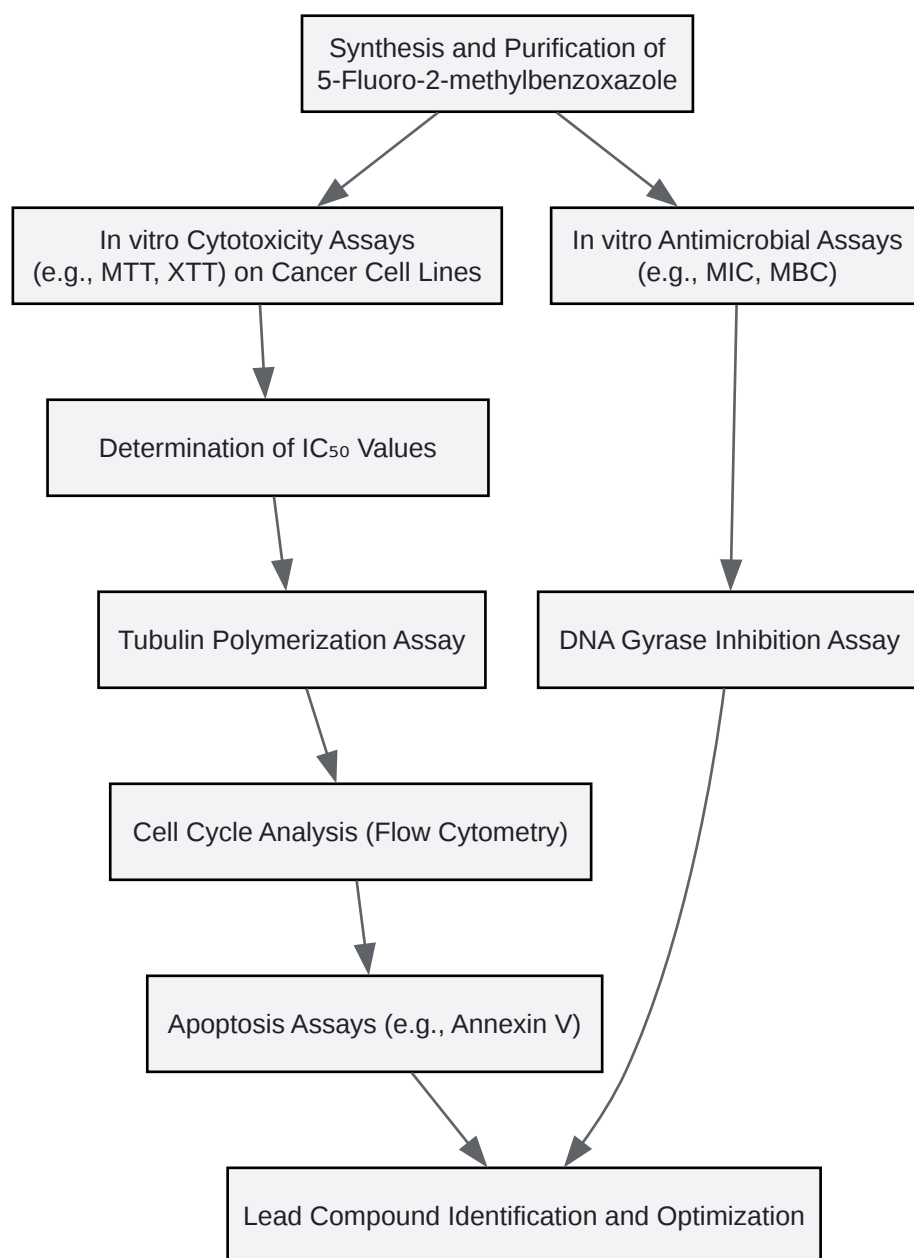 Synthesis and Purification of
5-Fluoro-2-methylbenzoxazole
In vitro Cytotoxicity Assays
(e.g., MTT, XTT) on Cancer Cell Lines
In vitro Antimicrobial Assays
(e.g., MIC, MBC)
Determination of IC₅₀ Values
Tubulin Polymerization Assay
DNA Gyrase Inhibition Assay
Cell Cycle Analysis (Flow Cytometry)
Apoptosis Assays (e.g., Annexin V)
Lead Compound Identification and Optimization